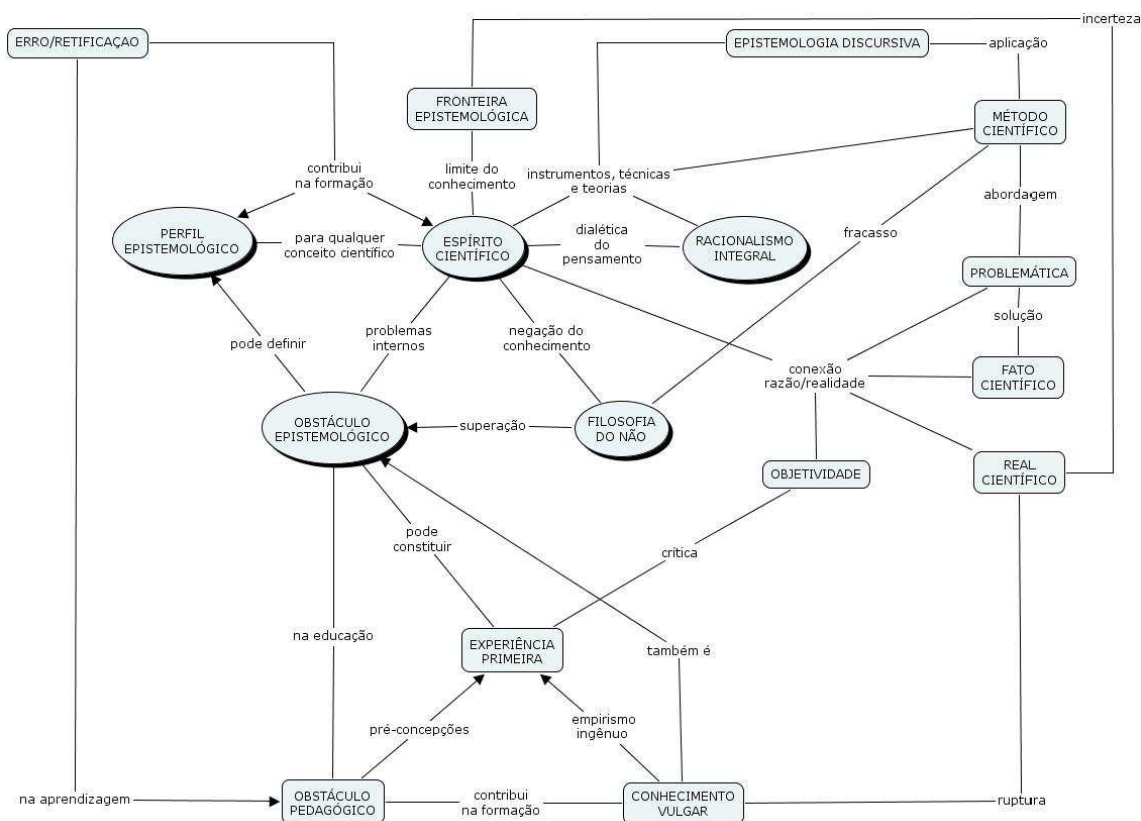 incerteza
ERRO/RETIFICAÇAO
EPISTEMOLOGIA DISCURSIVA
aplicação
FRONTEIRA
EPISTEMOLÓGICA
MÉTODO
CIENTÍFICO
contribui
na formação
limite do
conhecimento
instrumentos, técnicas
e teorias
abordagem
PERFIL
EPISTEMOLÓGICO
para qualquer
conceito científico
ESPÍRITO
CIENTÍFICO
dialética
do
pensamento
RACIONALISMO
INTEGRAL
fracasso
PROBLEMÁTICA
pode definir
problemas
internos
negação do
conhecimento
solução
conexão
razão/realidade
FATO
CIENTÍFICO
OBSTÁCULO
EPISTEMOLÓGICO
superação
FILOSOFIA
DO NÃO
OBJETIVIDADE
REAL
CIENTÍFICO
pode
constituir
crítica
na educação
EXPERIÊNCIA
PRIMEIRA
também é
pré-concepções
empirismo
ingênuo
na aprendizagem
OBSTÁCULO
PEDAGÓGICO
contribui
na formação
CONHECIMENTO
VULGAR
ruptura